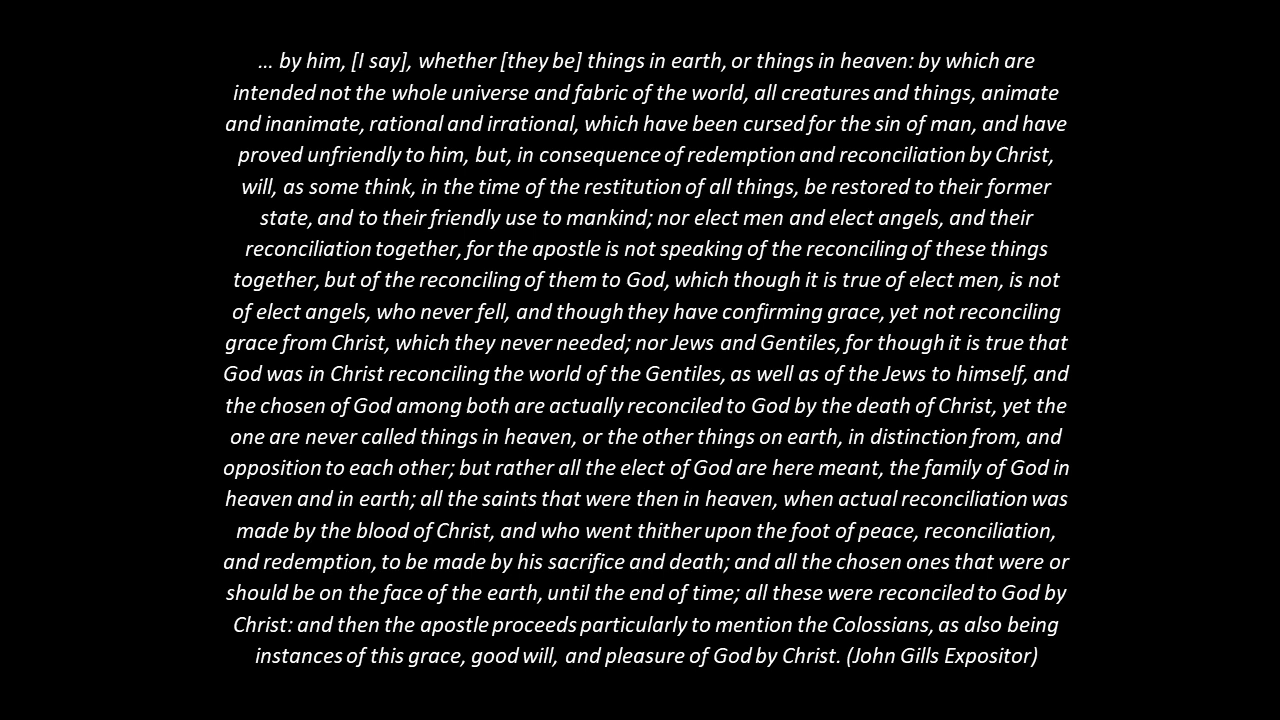 ... by him, [I say], whether [they be] things in earth, or things in heaven: by which are
intended not the whole universe and fabric of the world, all creatures and things, animate
and inanimate, rational and irrational, which have been cursed for the sin of man, and have
proved unfriendly to him, but, in consequence of redemption and reconciliation by Christ,
will, as some think, in the time of the restitution of all things, be restored to their former
state, and to their friendly use to mankind; nor elect men and elect angels, and their
reconciliation together, for the apostle is not speaking of the reconciling of these things
together, but of the reconciling of them to God, which though it is true of elect men, is not
of elect angels, who never fell, and though they have confirming grace, yet not reconciling
grace from Christ, which they never needed; nor Jews and Gentiles, for though it is true that
God was in Christ reconciling the world of the Gentiles, as well as of the Jews to himself, and
the chosen of God among both are actually reconciled to God by the death of Christ, yet the
one are never called things in heaven, or the other things on earth, in distinction from, and
opposition to each other; but rather all the elect of God are here meant, the family of God in
heaven and in earth; all the saints that were then in heaven, when actual reconciliation was
made by the blood of Christ, and who went thither upon the foot of peace, reconciliation,
and redemption, to be made by his sacrifice and death; and all the chosen ones that were or
should be on the face of the earth, until the end of time; all these were reconciled to God by
Christ: and then the apostle proceeds particularly to mention the Colossians, as also being
instances of this grace, good will, and pleasure of God by Christ. (John Gills Expositor)